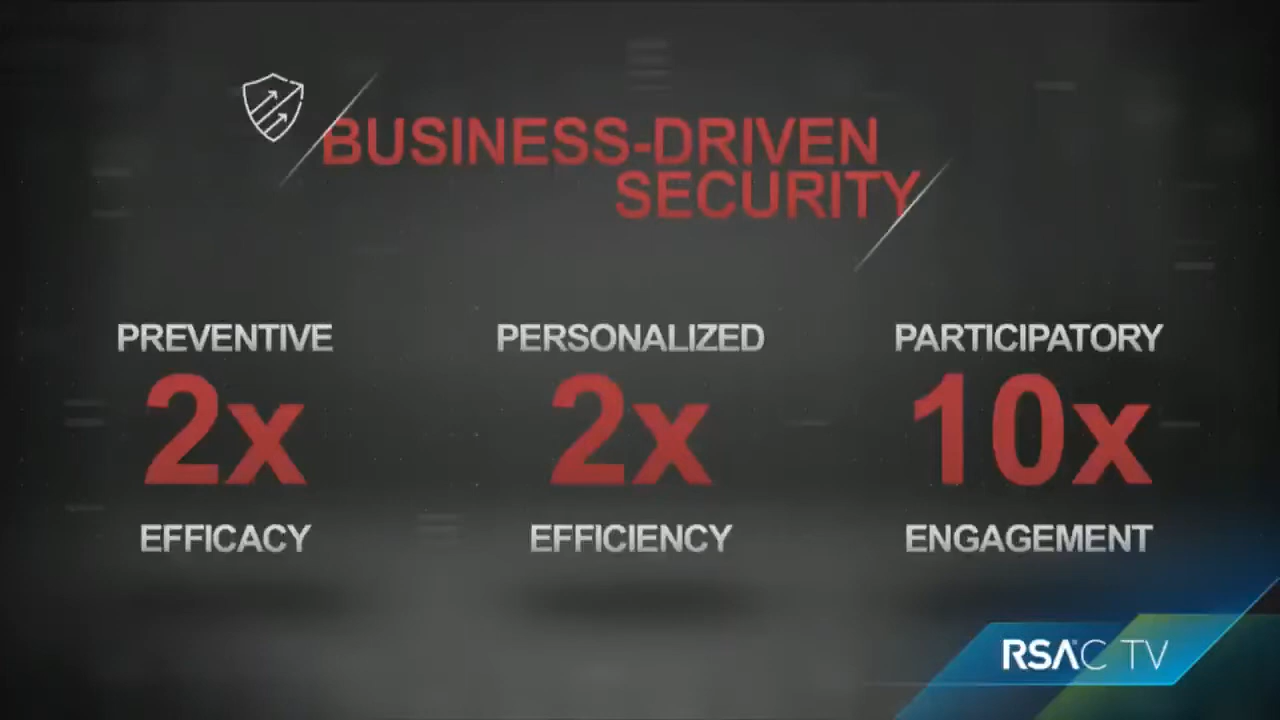 BUSINESS-DRIVEN
SECURITY
PREVENTIVE
2x
EFFICACY
PERSONALIZED
2x
EFFICIENCY
PARTICIPATORY
10x
ENGAGEMENT
RSAC TV